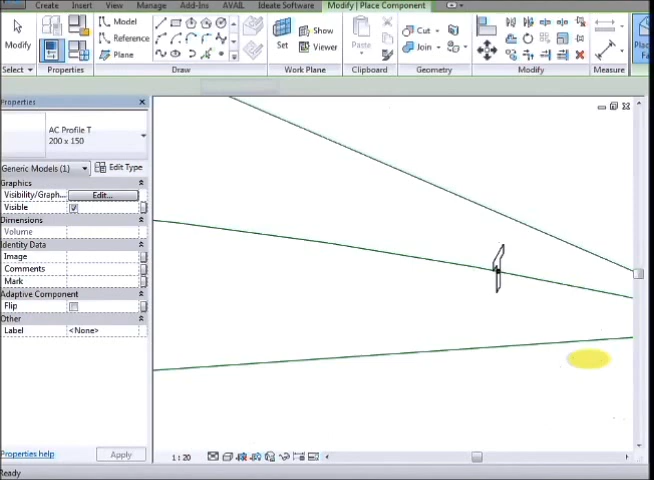 Create Insert View Manage Add-Ins AVAIL Ideate Software Modify | Place Component
Modify
Model
Reference
Plane
Set
Show
Viewer
Paste
Cut
Join
Select
Properties
Draw
Work Plane
Clipboard
Geometry
Modify
Measure
Properties
AC Profile T
200 x 150
Generic Models (1)
Edit Type
Graphics
Visibility/Graph...
Edit...
Visible
Dimensions
Volume
Identity Data
Image
Comments
Mark
Adaptive Component
Flip
Other
Label
<None>
Properties help
Apply
1 : 20
Ready